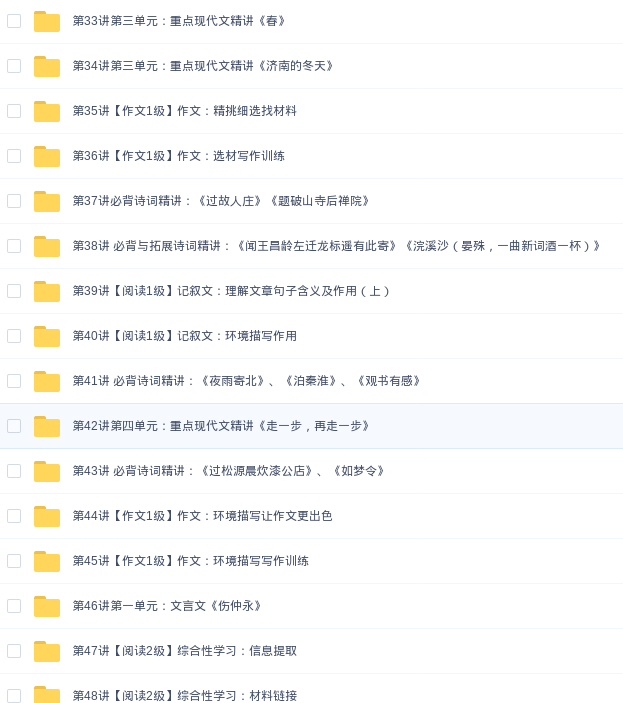 第33讲第三单元：重点现代文精讲《春》
第34讲第三单元：重点现代文精讲《济南的冬天》
第35讲【作文1级】作文：精挑细选找材料
第36讲【作文1级】作文：选材写作训练
第37讲必背诗词精讲：《过故人庄》《题破山寺后禅院》
第38讲 必背与拓展诗词精讲：《闻王昌龄左迁龙标遥有此寄》《浣溪沙（晏殊，一曲新词酒一杯）》
第39讲【阅读1级】记叙文：理解文章句子含义及作用（上）
第40讲【阅读1级】记叙文：环境描写作用
第41讲 必背诗词精讲：《夜雨寄北》、《泊秦淮》、《观书有感》
第42讲第四单元：重点现代文精讲《走一步，再走一步》
第43讲 必背诗词精讲：《过松源晨炊漆公店》、《如梦令》
第44讲【作文1级】作文：环境描写让作文更出色
第45讲【作文1级】作文：环境描写写作训练
第46讲第一单元：文言文《伤仲永》
第47讲【阅读2级】综合性学习：信息提取
第48讲【阅读2级】综合性学习：材料链接